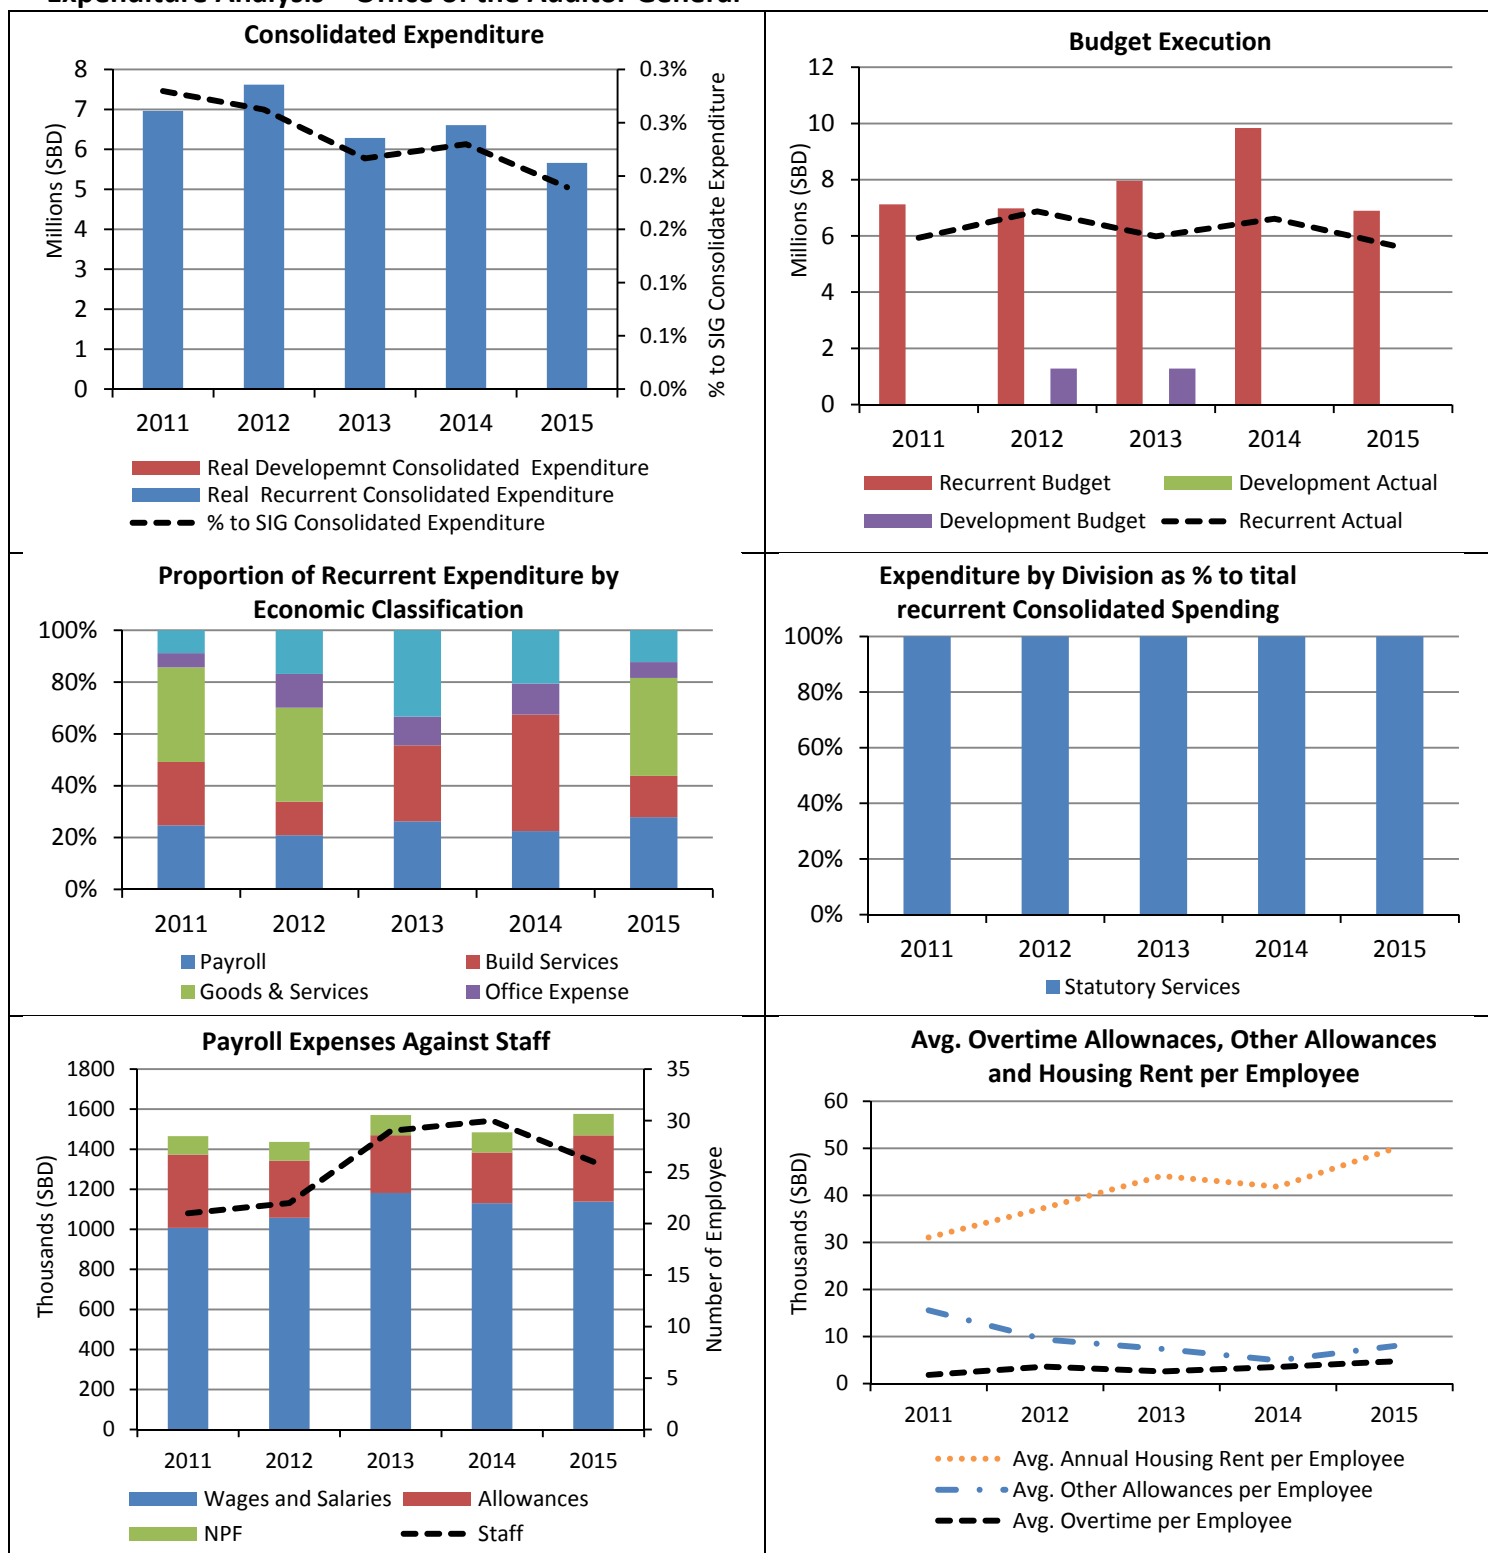 Expenditure Analysis – Office of the Auditor General
Consolidated Expenditure
8
7
6
5
4
3
2
1
0
Millions (SBD)
0.3%
0.3%
0.2%
0.2%
0.1%
0.1%
0.0%
% to SIG Consolidate Expenditure
2011 2012 2013 2014 2015
Real Developemnt Consolidated Expenditure
Real Recurrent Consolidated Expenditure
% to SIG Consolidated Expenditure
Budget Execution
12
10
8
6
4
2
0
Millions (SBD)
2011 2012 2013 2014 2015
Recurrent Budget Development Actual
Development Budget Recurrent Actual
Proportion of Recurrent Expenditure by
Economic Classification
100%
80%
60%
40%
20%
0%
2011 2012 2013 2014 2015
Payroll Build Services
Goods & Services Office Expense
Expenditure by Division as % to tital
recurrent Consolidated Spending
100%
80%
60%
40%
20%
0%
2011 2012 2013 2014 2015
Statutory Services
Payroll Expenses Against Staff
1800
1600
1400
1200
1000
800
600
400
200
0
Thousands (SBD)
35
30
25
20
15
10
5
0
Number of Employee
2011 2012 2013 2014 2015
Wages and Salaries Allowances
NPF Staff
Avg. Overtime Allownaces, Other Allowances
and Housing Rent per Employee
60
50
40
30
20
10
0
Thousands (SBD)
2011 2012 2013 2014 2015
Avg. Annual Housing Rent per Employee
Avg. Other Allowances per Employee
Avg. Overtime per Employee